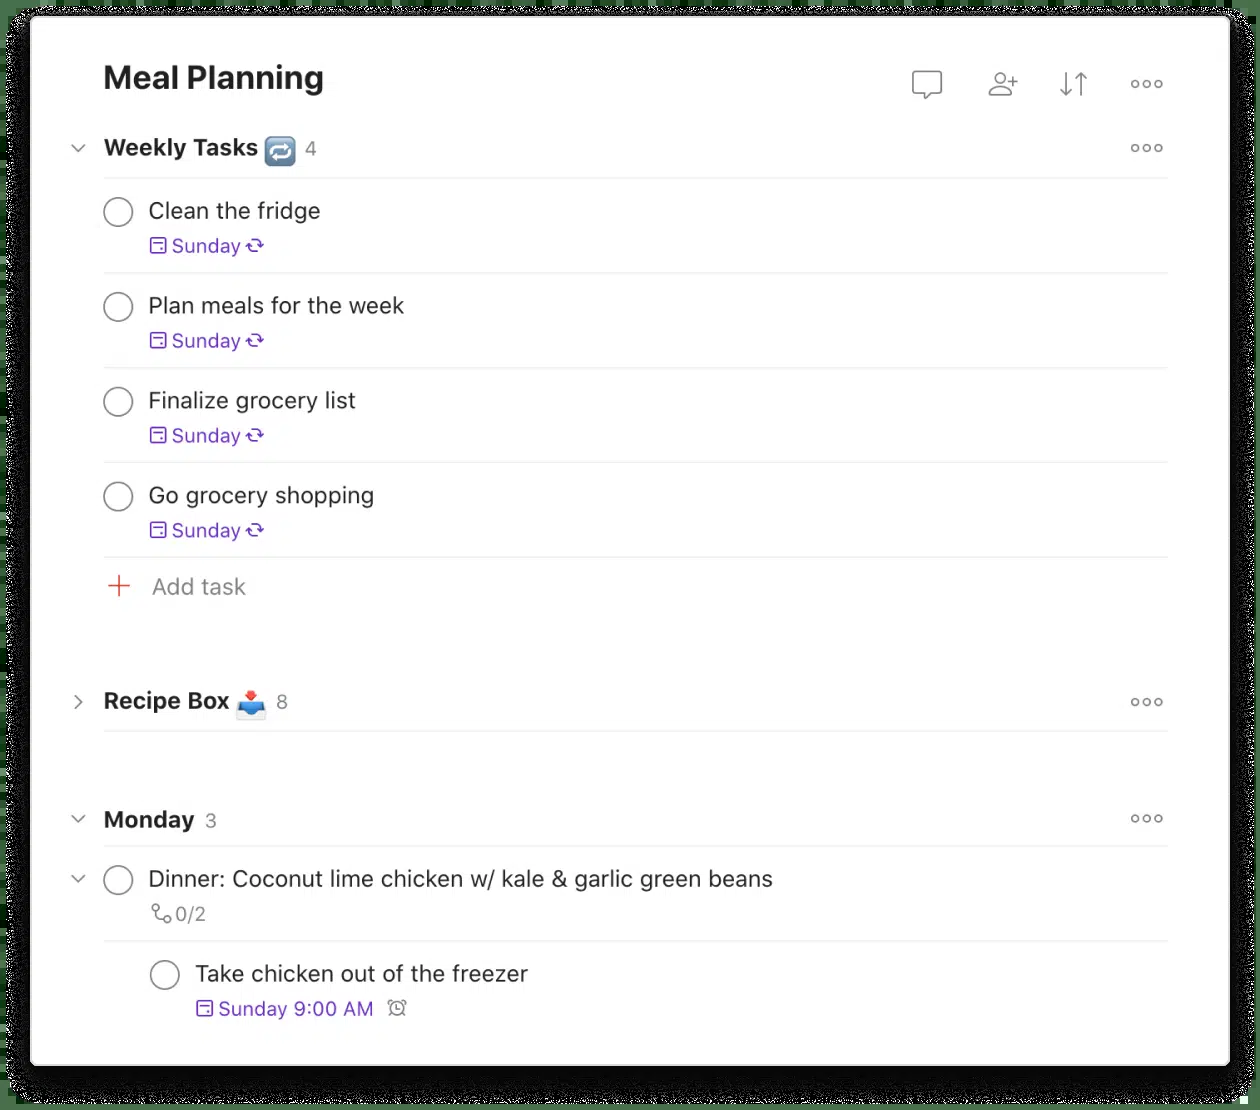 Meal Planning
Weekly Tasks 🔁 4
Clean the fridge
Sunday
Plan meals for the week
Sunday
Finalize grocery list
Sunday
Go grocery shopping
Sunday
+ Add task
Recipe Box 📥 8
Monday 3
Dinner: Coconut lime chicken w/ kale & garlic green beans
0/2
Take chicken out of the freezer
Sunday 9:00 AM